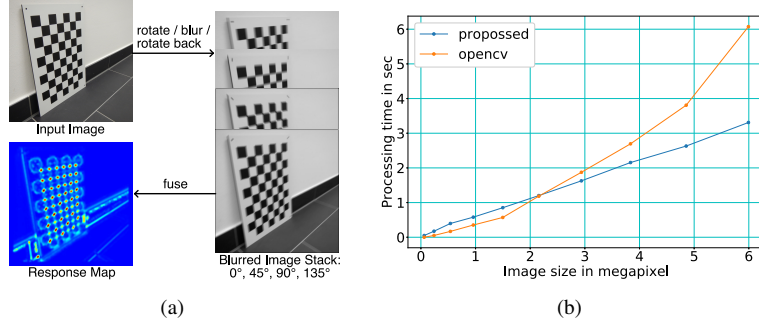 rotate / blur /
rotate back
Input Image
fuse
Response Map
Blurred Image Stack:
0°, 45°, 90°, 135°
(a)
propossed
opencv
Processing time in sec
6
5
4
3
2
1
0
0 1 2 3 4 5 6
Image size in megapixel
(b)